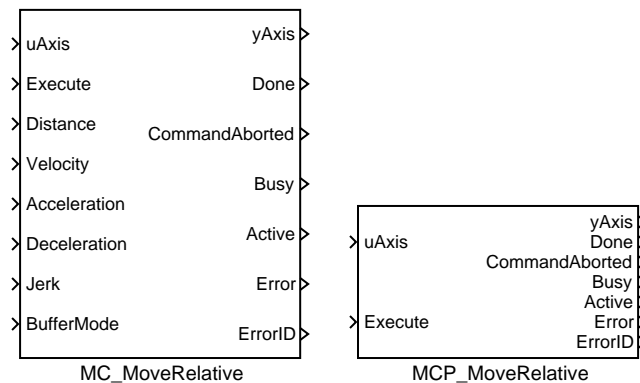 uAxis
Execute
Distance
Velocity
Acceleration
Deceleration
Jerk
BufferMode
yAxis
Done
CommandAborted
Busy
Active
Error
ErrorID
MC_MoveRelative
uAxis
Execute
yAxis
Done
CommandAborted
Busy
Active
Error
ErrorID
MCP_MoveRelative